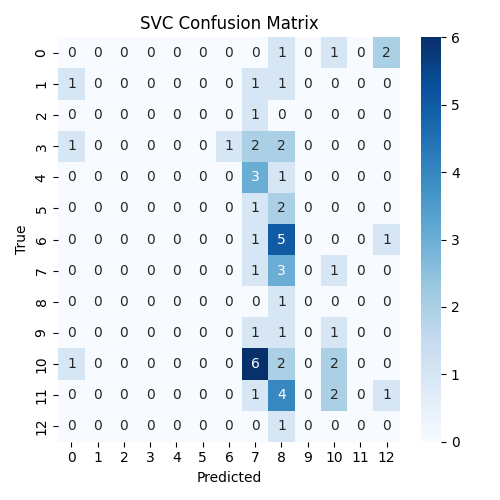 SVC Confusion Matrix
True
0 0 0 0 0 0 0 0 0 1 0 1 0 2
1 1 0 0 0 0 0 0 1 1 0 0 0 0
2 0 0 0 0 0 0 0 1 0 0 0 0 0
3 1 0 0 0 0 0 1 2 2 0 0 0 0
4 0 0 0 0 0 0 0 3 1 0 0 0 0
5 0 0 0 0 0 0 0 1 2 0 0 0 0
6 0 0 0 0 0 0 0 1 5 0 0 0 1
7 0 0 0 0 0 0 0 1 3 0 1 0 0
8 0 0 0 0 0 0 0 0 1 0 0 0 0
9 0 0 0 0 0 0 0 1 1 0 1 0 0
10 1 0 0 0 0 0 0 6 2 0 2 0 0
11 0 0 0 0 0 0 0 1 4 0 2 0 1
12 0 0 0 0 0 0 0 0 1 0 0 0 0
0 1 2 3 4 5 6 7 8 9 10 11 12
Predicted
6
5
4
3
2
1
0